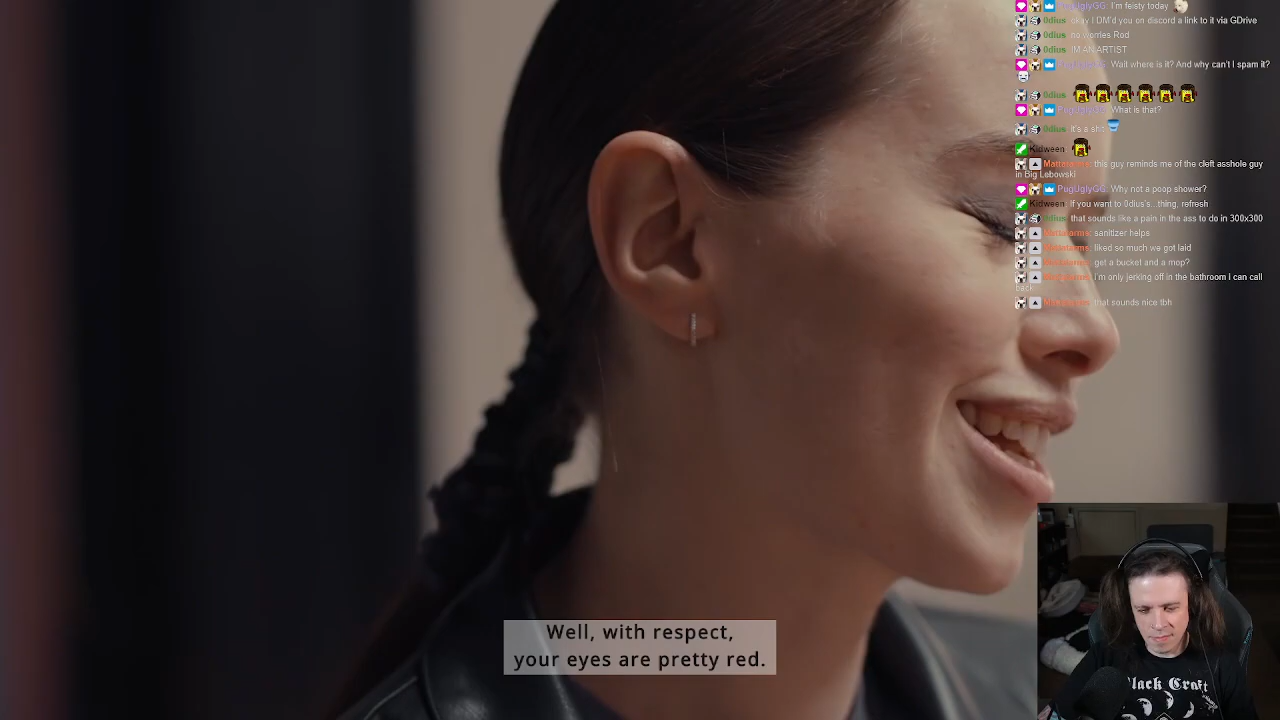 PugUglyGG: I'm feisty today
0dius okay I DM'd you on discord a link to it via GDrive
0dius no worries Rod
0dius IM AN ARTIST
Wait where is it? And why can't I spam it?
0dius
PugUglyGG: What is that?
0dius it's a shit
Kidween
Mattatarms: this guy reminds me of the cleft asshole guy
in Big Lebowski
PugUglyGG: Why not a poop shower?
Kidween If you want to 0dius's...thing, refresh
0dius that sounds like a pain in the ass to do in 300x300
sanitizer helps
liked so much we got laid
get a bucket and a mop?
I'm only jerking off in the bathroom I can call
back
that sounds nice tbh
Well, with respect,
your eyes are pretty red.
Black Craft